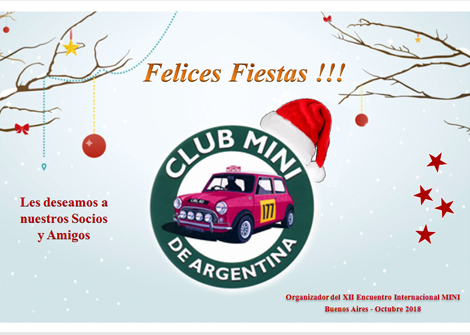 Felices Fiestas !!!
CLUB MINI
177
DE ARGENTINA
Les deseamos a
nuestros Socios
y Amigos
Organizador del XII Encuentro Internacional MINI
Buenos Aires - Octubre 2018